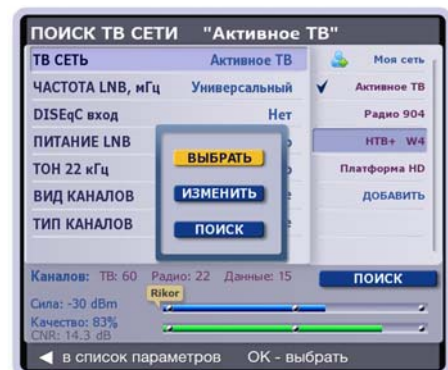 ПОИСК ТВ СЕТИ "Активное ТВ"
ТВ СЕТЬ Активное ТВ
ЧАСТОТА LNB, мГц Универсальный
DISEqC вход Нет
ПИТАНИЕ LNB
ТОН 22 кГц
ВИД КАНАЛОВ
ТИП КАНАЛОВ
ВЫБРАТЬ
ИЗМЕНИТЬ
ПОИСК
Моя сеть
Активное ТВ
Радио 904
НТВ+ W4
Платформа HD
ДОБАВИТЬ
Каналов: ТВ: 60 Радио: 22 Данные: 15
ПОИСК
Rikor
Сила: -30 dBm
Качество: 83%
CNR: 14.3 dB
в список параметров OK - выбрать